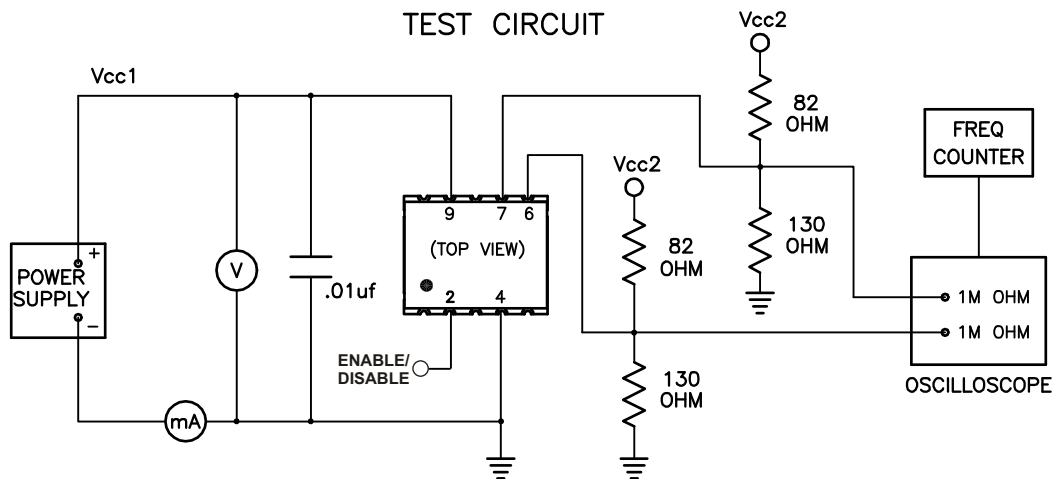 TEST CIRCUIT
Vcc2
Vcc1
82
OHM
FREQ
COUNTER
Vcc2
9 7 6
(TOP VIEW)
2 4
82
OHM
130
OHM
POWER
SUPPLY
+
−
V
.01uf
1M OHM
1M OHM
OSCILLOSCOPE
ENABLE/
DISABLE
130
OHM
mA